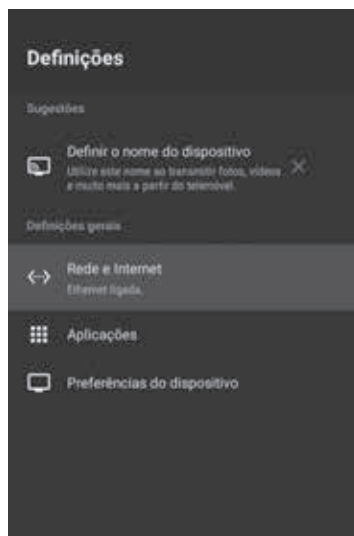 Definições
Sugestões
Definir o nome do dispositivo
Utilize este nome ao transmitir fotos, vídeos
e muito mais a partir do telemóvel.
Definições gerais
Rede e Internet
Ethernet ligada.
Aplicações
Preferências do dispositivo